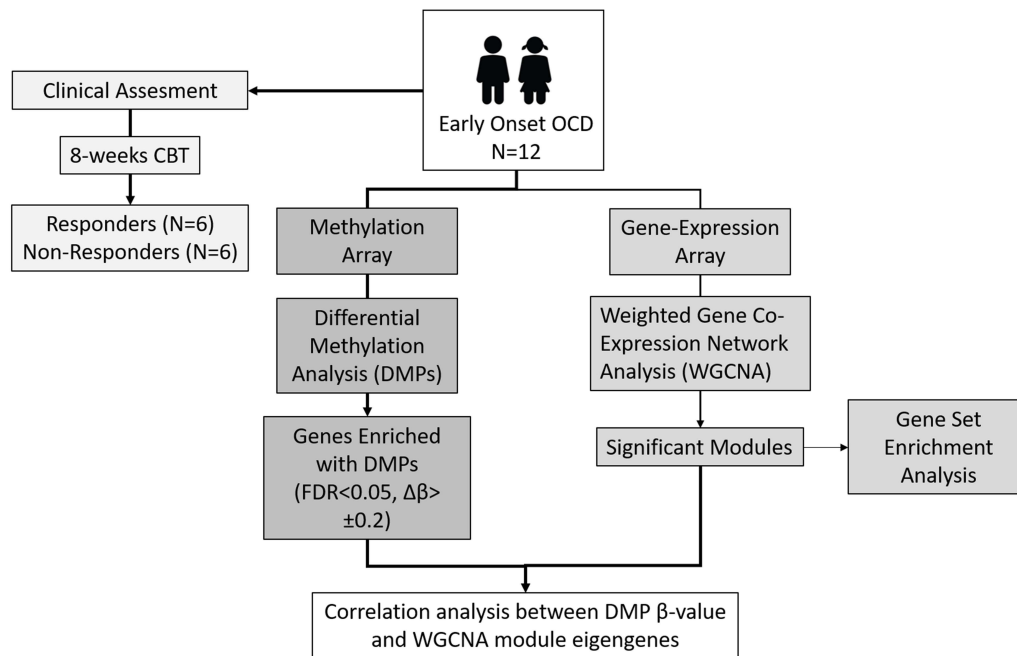 Early Onset OCD
N=12
Clinical Assesment
8-weeks CBT
Responders (N=6)
Non-Responders (N=6)
Methylation
Array
Differential
Methylation
Analysis (DMPs)
Genes Enriched
with DMPs
(FDR<0.05, Δβ>
±0.2)
Gene-Expression
Array
Weighted Gene Co-
Expression Network
Analysis (WGCNA)
Significant Modules
Gene Set
Enrichment
Analysis
Correlation analysis between DMP β-value
and WGCNA module eigengenes